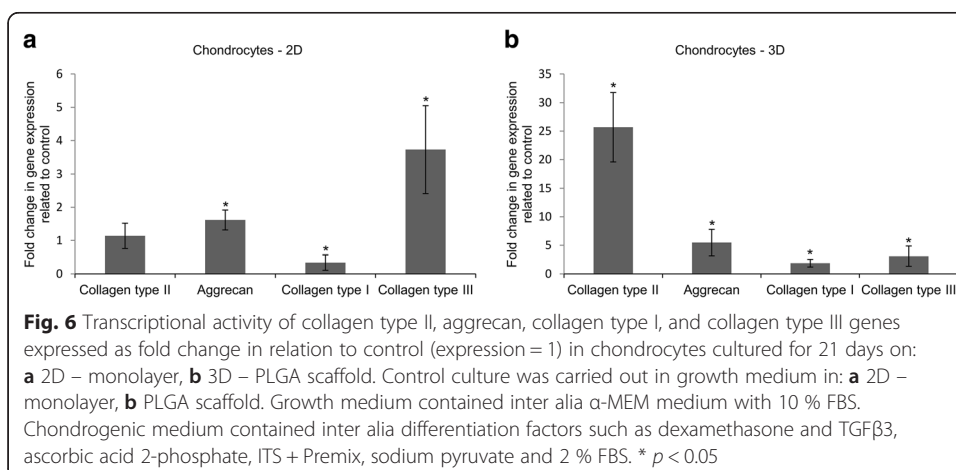 a
Chondrocytes - 2D
Fold change in gene expression
related to control
6
5
4
3
2
1
0
*
*
*
Collagen type II Aggrecan Collagen type I Collagen type III
b
Chondrocytes - 3D
Fold change in gene expression
related to control
35
30
25
20
15
10
5
0
*
*
*
*
Collagen type II Aggrecan Collagen type I Collagen type III
Fig. 6 Transcriptional activity of collagen type II, aggrecan, collagen type I, and collagen type III genes
expressed as fold change in relation to control (expression = 1) in chondrocytes cultured for 21 days on:
a 2D – monolayer, b 3D – PLGA scaffold. Control culture was carried out in growth medium in: a 2D –
monolayer, b PLGA scaffold. Growth medium contained inter alia α-MEM medium with 10 % FBS.
Chondrogenic medium contained inter alia differentiation factors such as dexamethasone and TGFβ3,
ascorbic acid 2-phosphate, ITS + Premix, sodium pyruvate and 2 % FBS. * p < 0.05